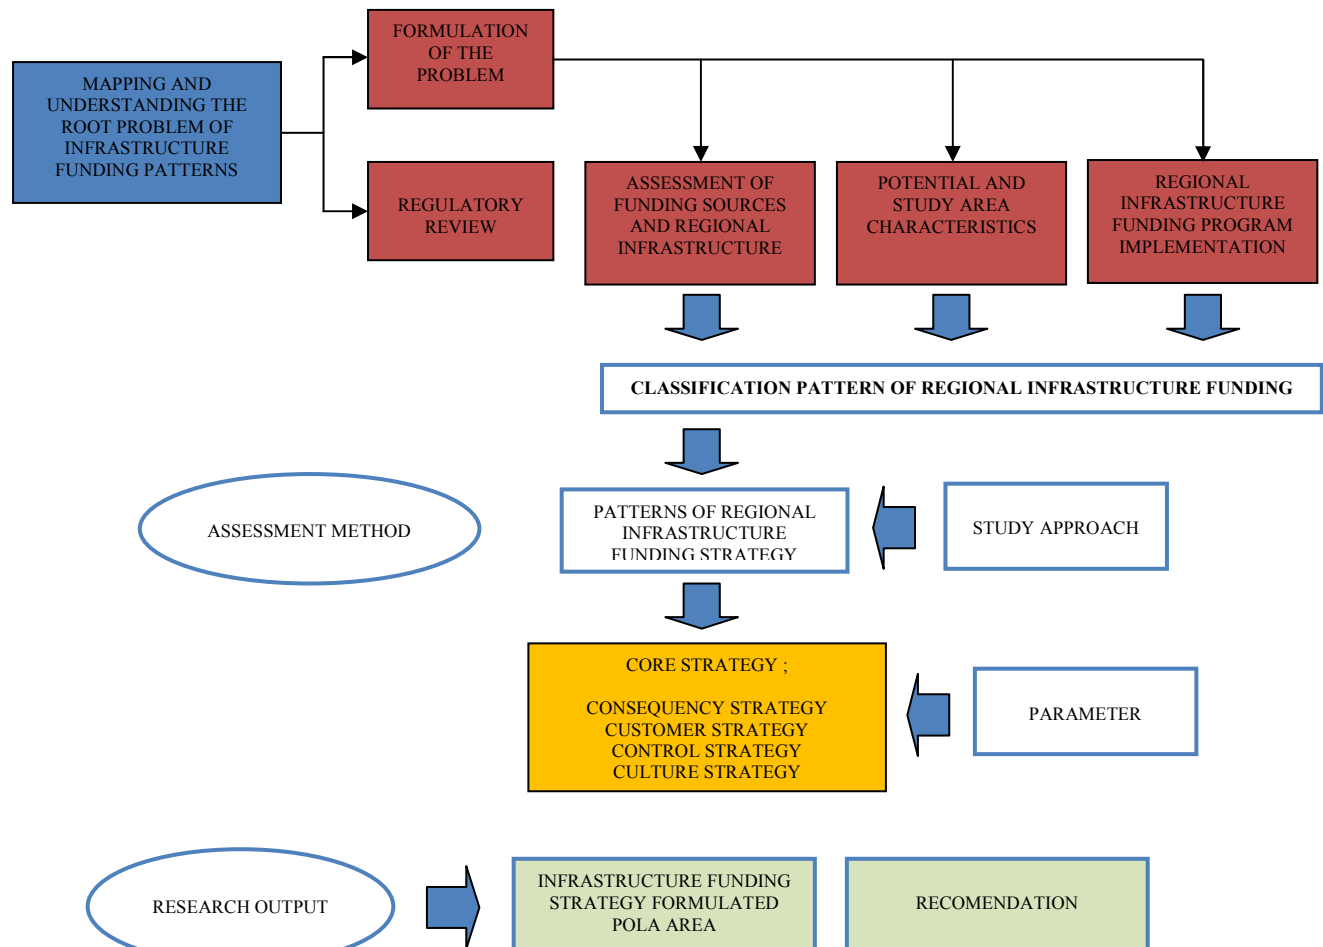 FORMULATION
OF THE
PROBLEM
MAPPING AND
UNDERSTANDING THE
ROOT PROBLEM OF
INFRASTRUCTURE
FUNDING PATTERNS
REGULATORY
REVIEW
ASSESSMENT OF
FUNDING SOURCES
AND REGIONAL
INFRASTRUCTURE
POTENTIAL AND
STUDY AREA
CHARACTERISTICS
REGIONAL
INFRASTRUCTURE
FUNDING PROGRAM
IMPLEMENTATION
CLASSIFICATION PATTERN OF REGIONAL INFRASTRUCTURE FUNDING
ASSESSMENT METHOD
PATTERNS OF REGIONAL
INFRASTRUCTURE
FUNDING STRATEGY
STUDY APPROACH
CORE STRATEGY ;
CONSEQUENCY STRATEGY
CUSTOMER STRATEGY
CONTROL STRATEGY
CULTURE STRATEGY
PARAMETER
RESEARCH OUTPUT
INFRASTRUCTURE FUNDING
STRATEGY FORMULATED
POLA AREA
RECOMENDATION